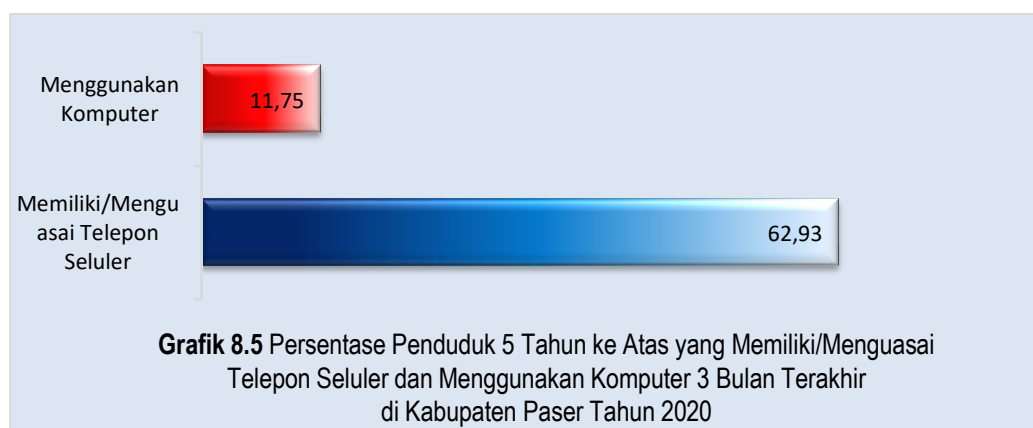 Menggunakan
Komputer
11,75
Memiliki/Mengu
asai Telepon
Seluler
62,93
Grafik 8.5 Persentase Penduduk 5 Tahun ke Atas yang Memiliki/Menguasai
Telepon Seluler dan Menggunakan Komputer 3 Bulan Terakhir
di Kabupaten Paser Tahun 2020